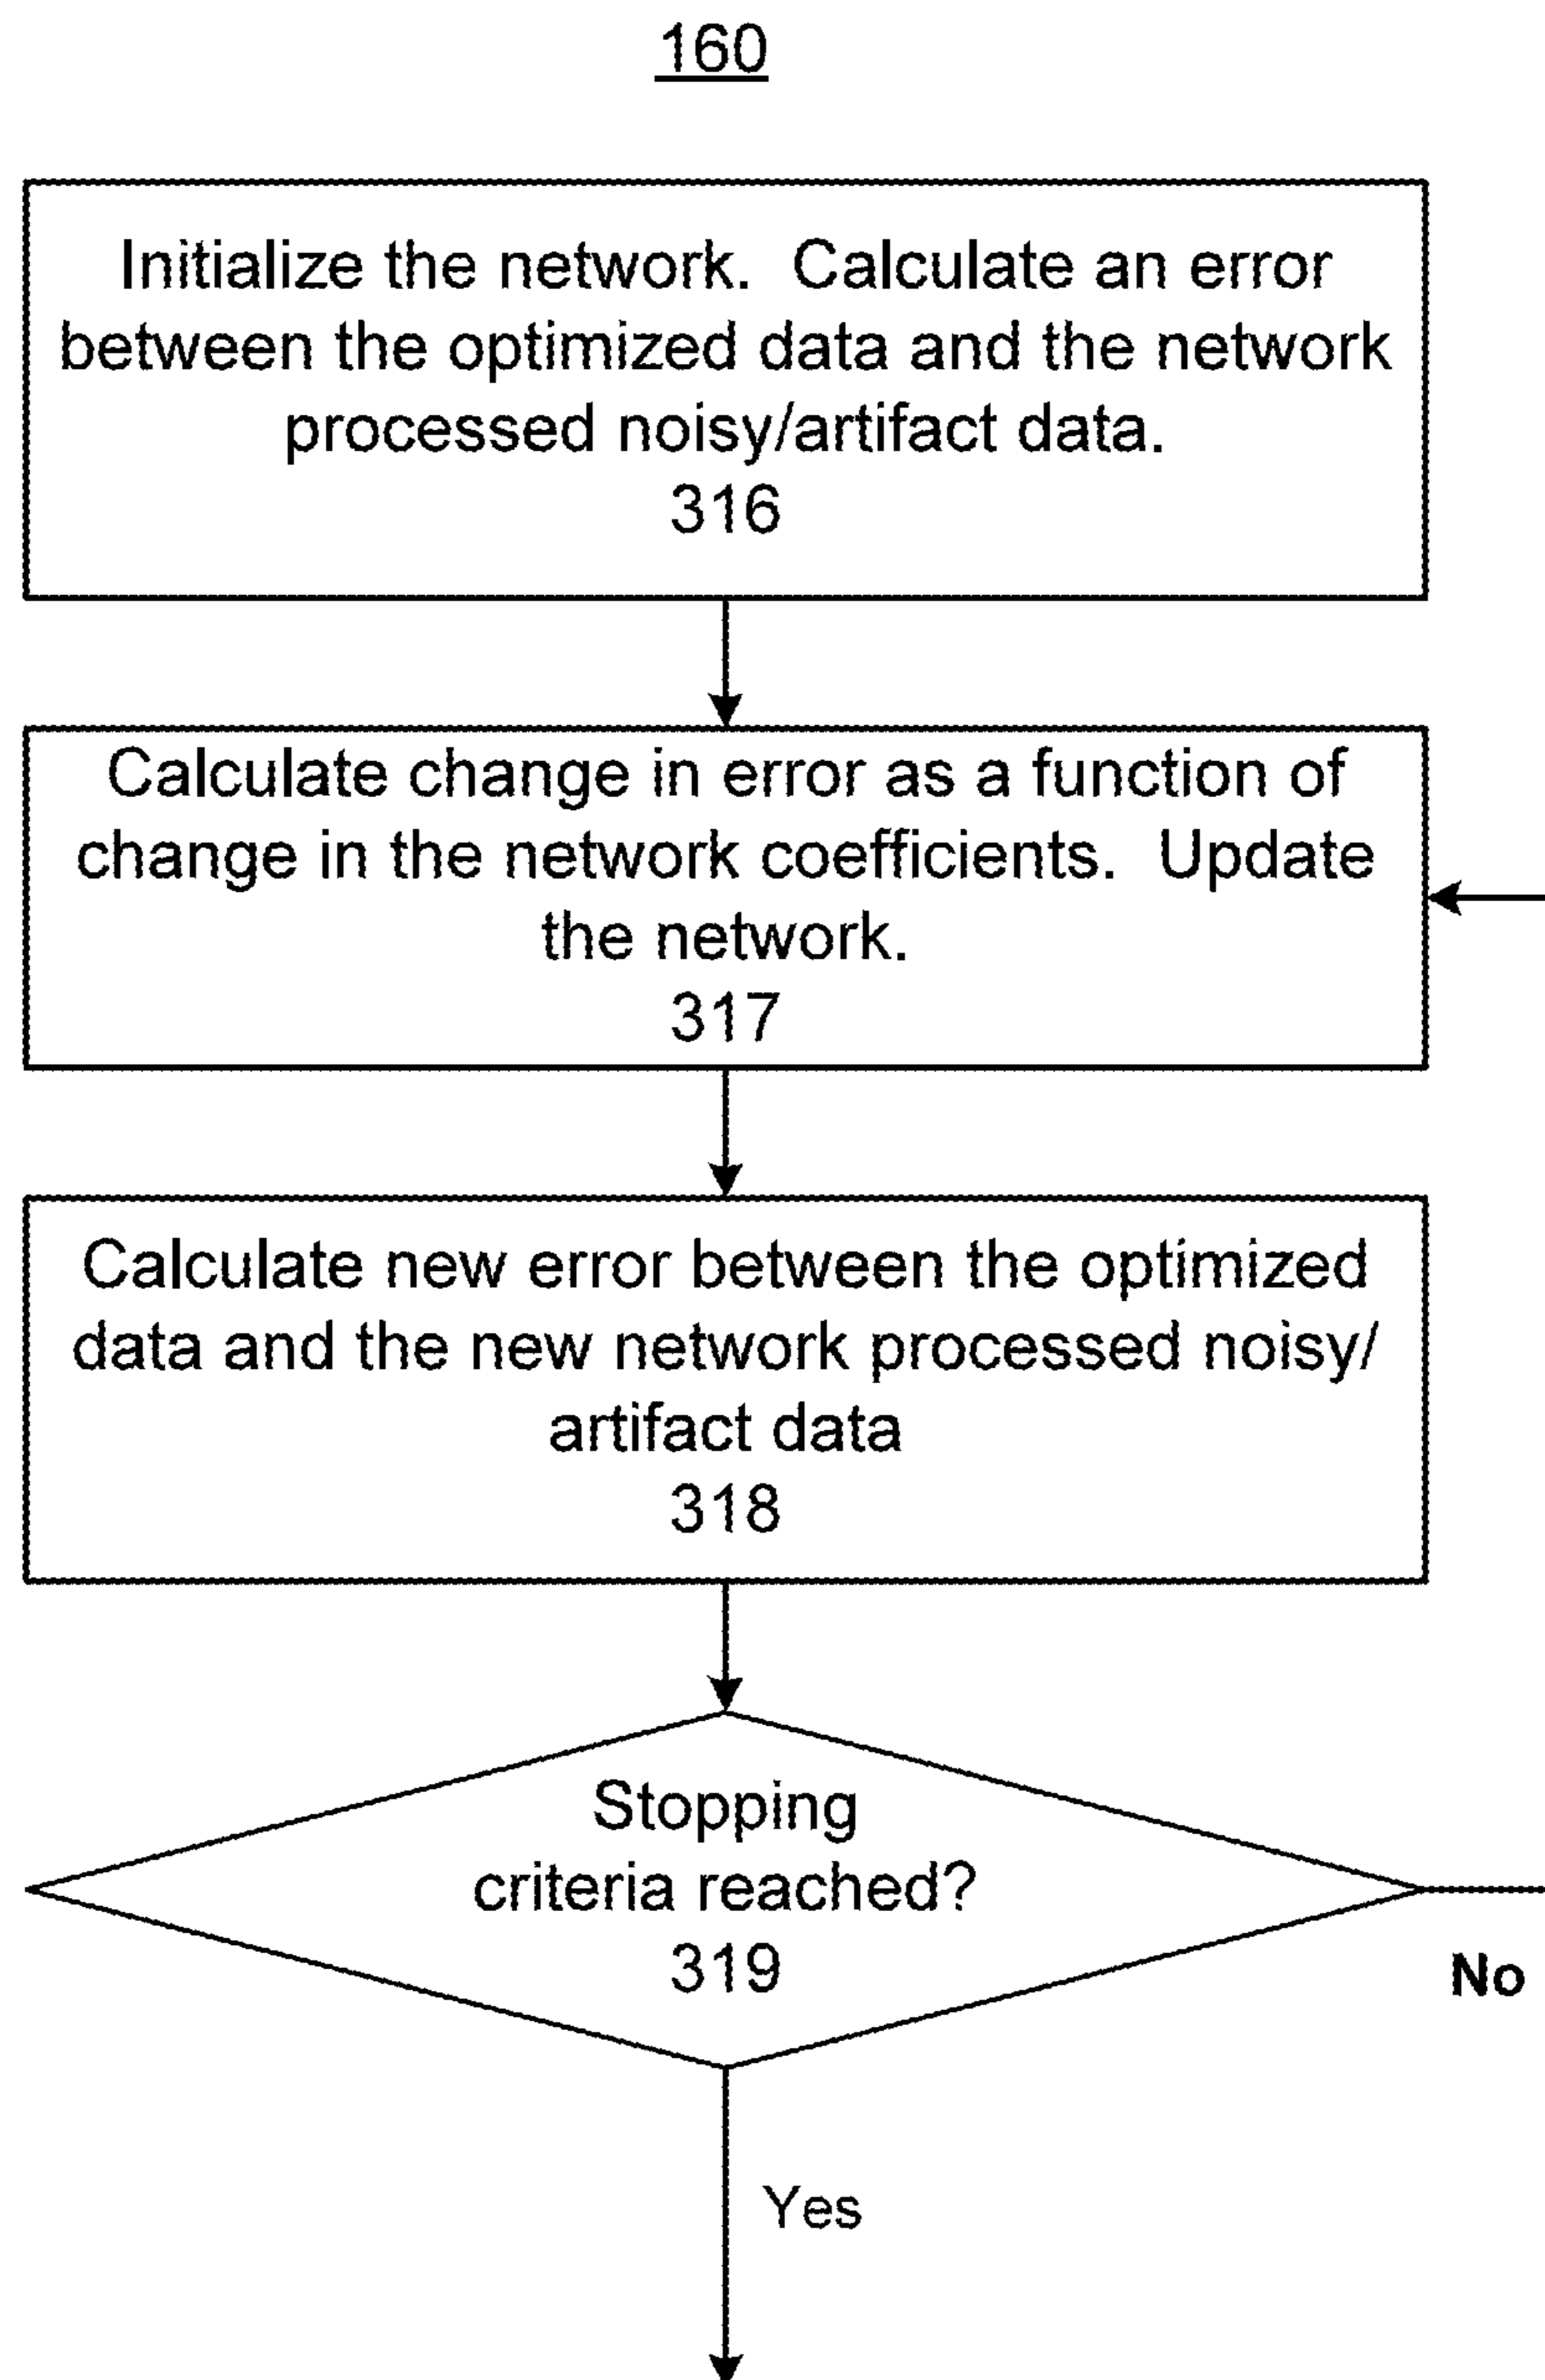 160
Initialize the network.  Calculate an error
between the optimized data and the network
processed noisy/artifact data.
316
Calculate change in error as a function of
change in the network coefficients.  Update
the network.
317
Calculate new error between the optimized
data and the new network processed noisy/
artifact data
318
Stopping
criteria reached?
319
No
Yes